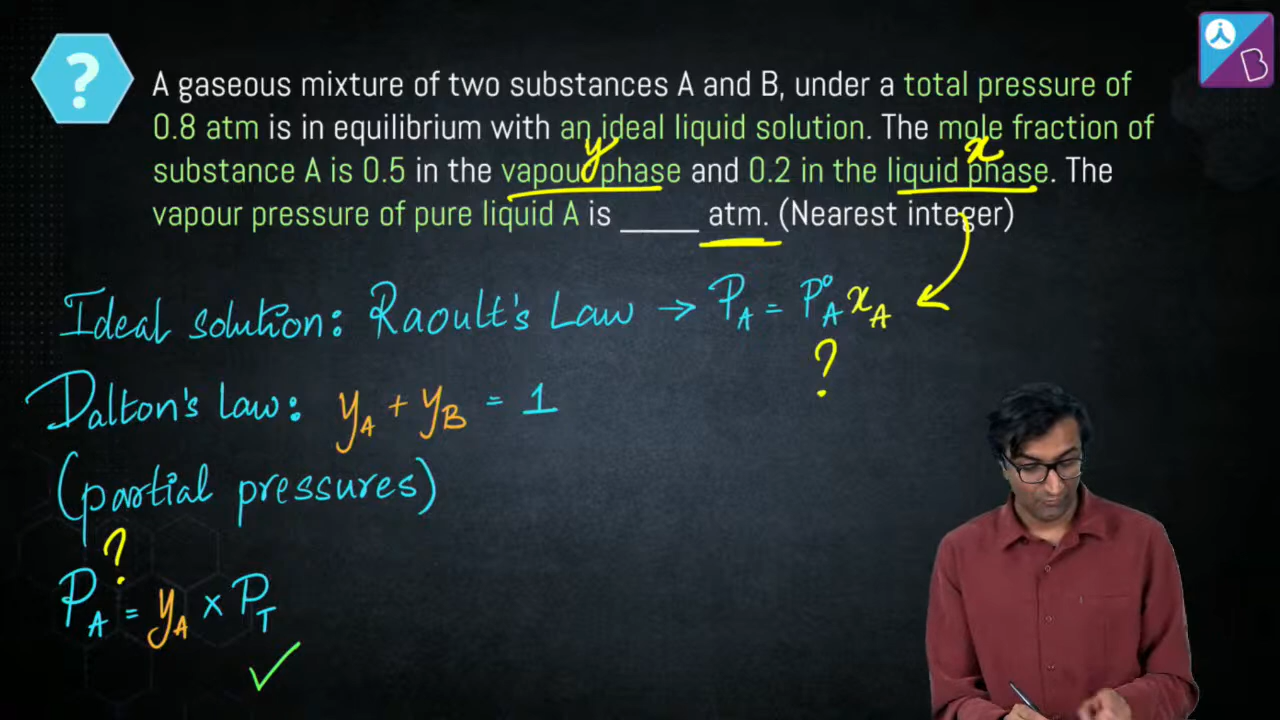 ?
A gaseous mixture of two substances A and B, under a total pressure of
0.8 atm is in equilibrium with an ideal liquid solution. The mole fraction of
y x
substance A is 0.5 in the vapour phase and 0.2 in the liquid phase. The
vapour pressure of pure liquid A is _____ atm. (Nearest integer)
Ideal solution: Raoult's Law → P_A = P°_A x_A
?
Dalton's law: y_A + y_B = 1
(partial pressures)
?
P_A = y_A × P_T
✓
B